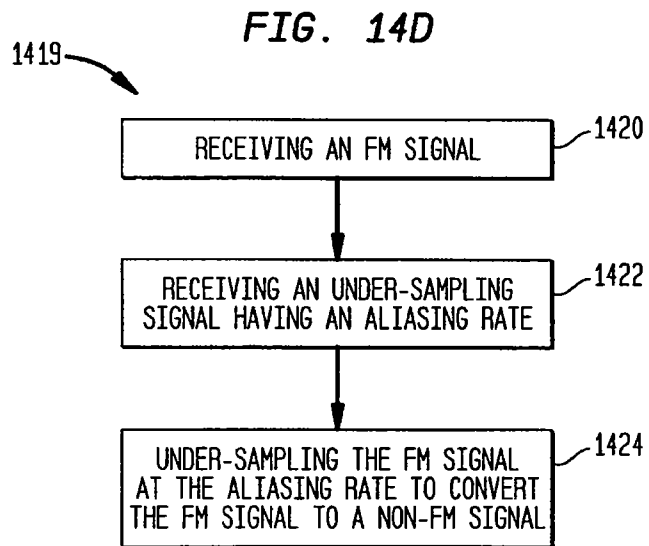 FIG. 14D
1419
RECEIVING AN FM SIGNAL
1420
RECEIVING AN UNDER-SAMPLING
SIGNAL HAVING AN ALIASING RATE
1422
UNDER-SAMPLING THE FM SIGNAL
AT THE ALIASING RATE TO CONVERT
THE FM SIGNAL TO A NON-FM SIGNAL
1424